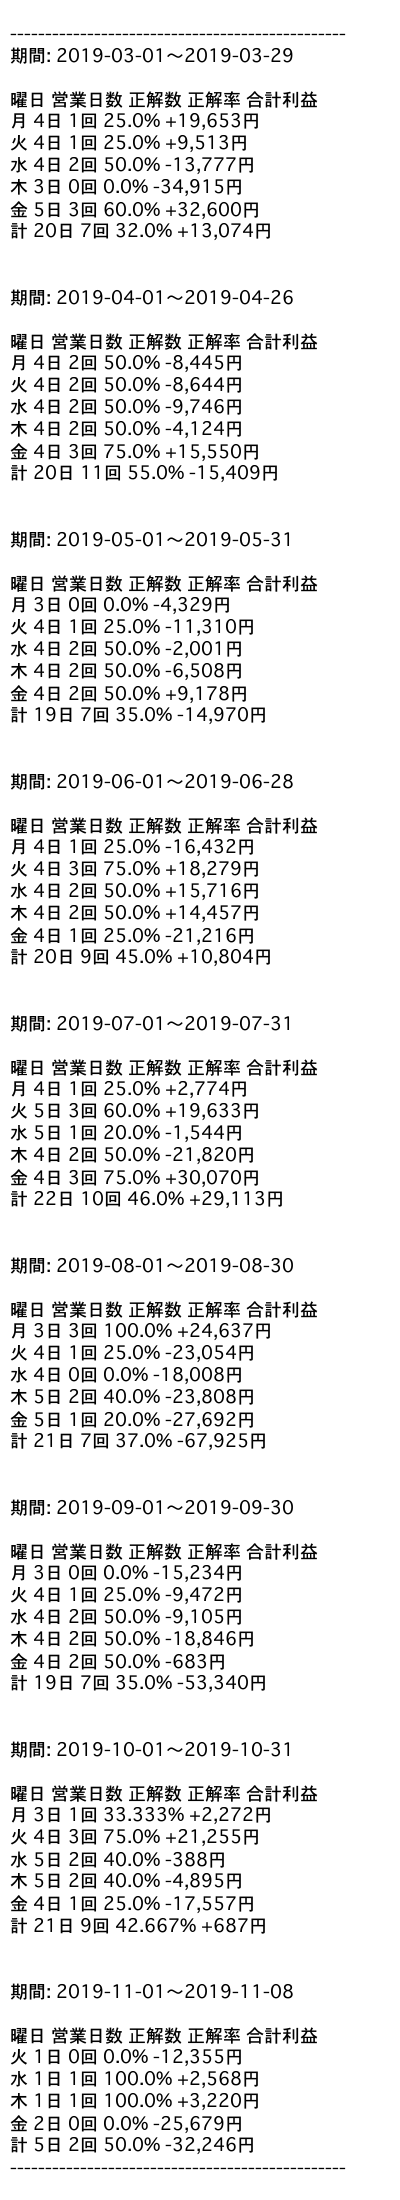 ------------------------------------------------
期間: 2019-03-01～2019-03-29
曜日 営業日数 正解数 正解率 合計利益
月 4日 1回 25.0% +19,653円
火 4日 1回 25.0% +9,513円
水 4日 2回 50.0% -13,777円
木 3日 0回 0.0% -34,915円
金 5日 3回 60.0% +32,600円
計 20日 7回 32.0% +13,074円
期間: 2019-04-01～2019-04-26
曜日 営業日数 正解数 正解率 合計利益
月 4日 2回 50.0% -8,445円
火 4日 2回 50.0% -8,644円
水 4日 2回 50.0% -9,746円
木 4日 2回 50.0% -4,124円
金 4日 3回 75.0% +15,550円
計 20日 11回 55.0% -15,409円
期間: 2019-05-01～2019-05-31
曜日 営業日数 正解数 正解率 合計利益
月 3日 0回 0.0% -4,329円
火 4日 1回 25.0% -11,310円
水 4日 2回 50.0% -2,001円
木 4日 2回 50.0% -6,508円
金 4日 2回 50.0% +9,178円
計 19日 7回 35.0% -14,970円
期間: 2019-06-01～2019-06-28
曜日 営業日数 正解数 正解率 合計利益
月 4日 1回 25.0% -16,432円
火 4日 3回 75.0% +18,279円
水 4日 2回 50.0% +15,716円
木 4日 2回 50.0% +14,457円
金 4日 1回 25.0% -21,216円
計 20日 9回 45.0% +10,804円
期間: 2019-07-01～2019-07-31
曜日 営業日数 正解数 正解率 合計利益
月 4日 1回 25.0% +2,774円
火 5日 3回 60.0% +19,633円
水 5日 1回 20.0% -1,544円
木 4日 2回 50.0% -21,820円
金 4日 3回 75.0% +30,070円
計 22日 10回 46.0% +29,113円
期間: 2019-08-01～2019-08-30
曜日 営業日数 正解数 正解率 合計利益
月 3日 3回 100.0% +24,637円
火 4日 1回 25.0% -23,054円
水 4日 0回 0.0% -18,008円
木 5日 2回 40.0% -23,808円
金 5日 1回 20.0% -27,692円
計 21日 7回 37.0% -67,925円
期間: 2019-09-01～2019-09-30
曜日 営業日数 正解数 正解率 合計利益
月 3日 0回 0.0% -15,234円
火 4日 1回 25.0% -9,472円
水 4日 2回 50.0% -9,105円
木 4日 2回 50.0% -18,846円
金 4日 2回 50.0% -683円
計 19日 7回 35.0% -53,340円
期間: 2019-10-01～2019-10-31
曜日 営業日数 正解数 正解率 合計利益
月 3日 1回 33.333% +2,272円
火 4日 3回 75.0% +21,255円
水 5日 2回 40.0% -388円
木 5日 2回 40.0% -4,895円
金 4日 1回 25.0% -17,557円
計 21日 9回 42.667% +687円
期間: 2019-11-01～2019-11-08
曜日 営業日数 正解数 正解率 合計利益
火 1日 0回 0.0% -12,355円
水 1日 1回 100.0% +2,568円
木 1日 1回 100.0% +3,220円
金 2日 0回 0.0% -25,679円
計 5日 2回 50.0% -32,246円
------------------------------------------------